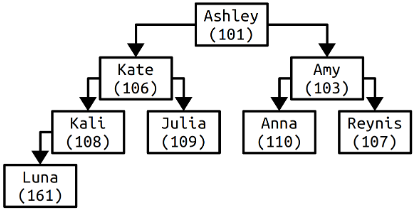 Ashley
(101)
Kate
(106)
Amy
(103)
Kali
(108)
Julia
(109)
Anna
(110)
Reynis
(107)
Luna
(161)